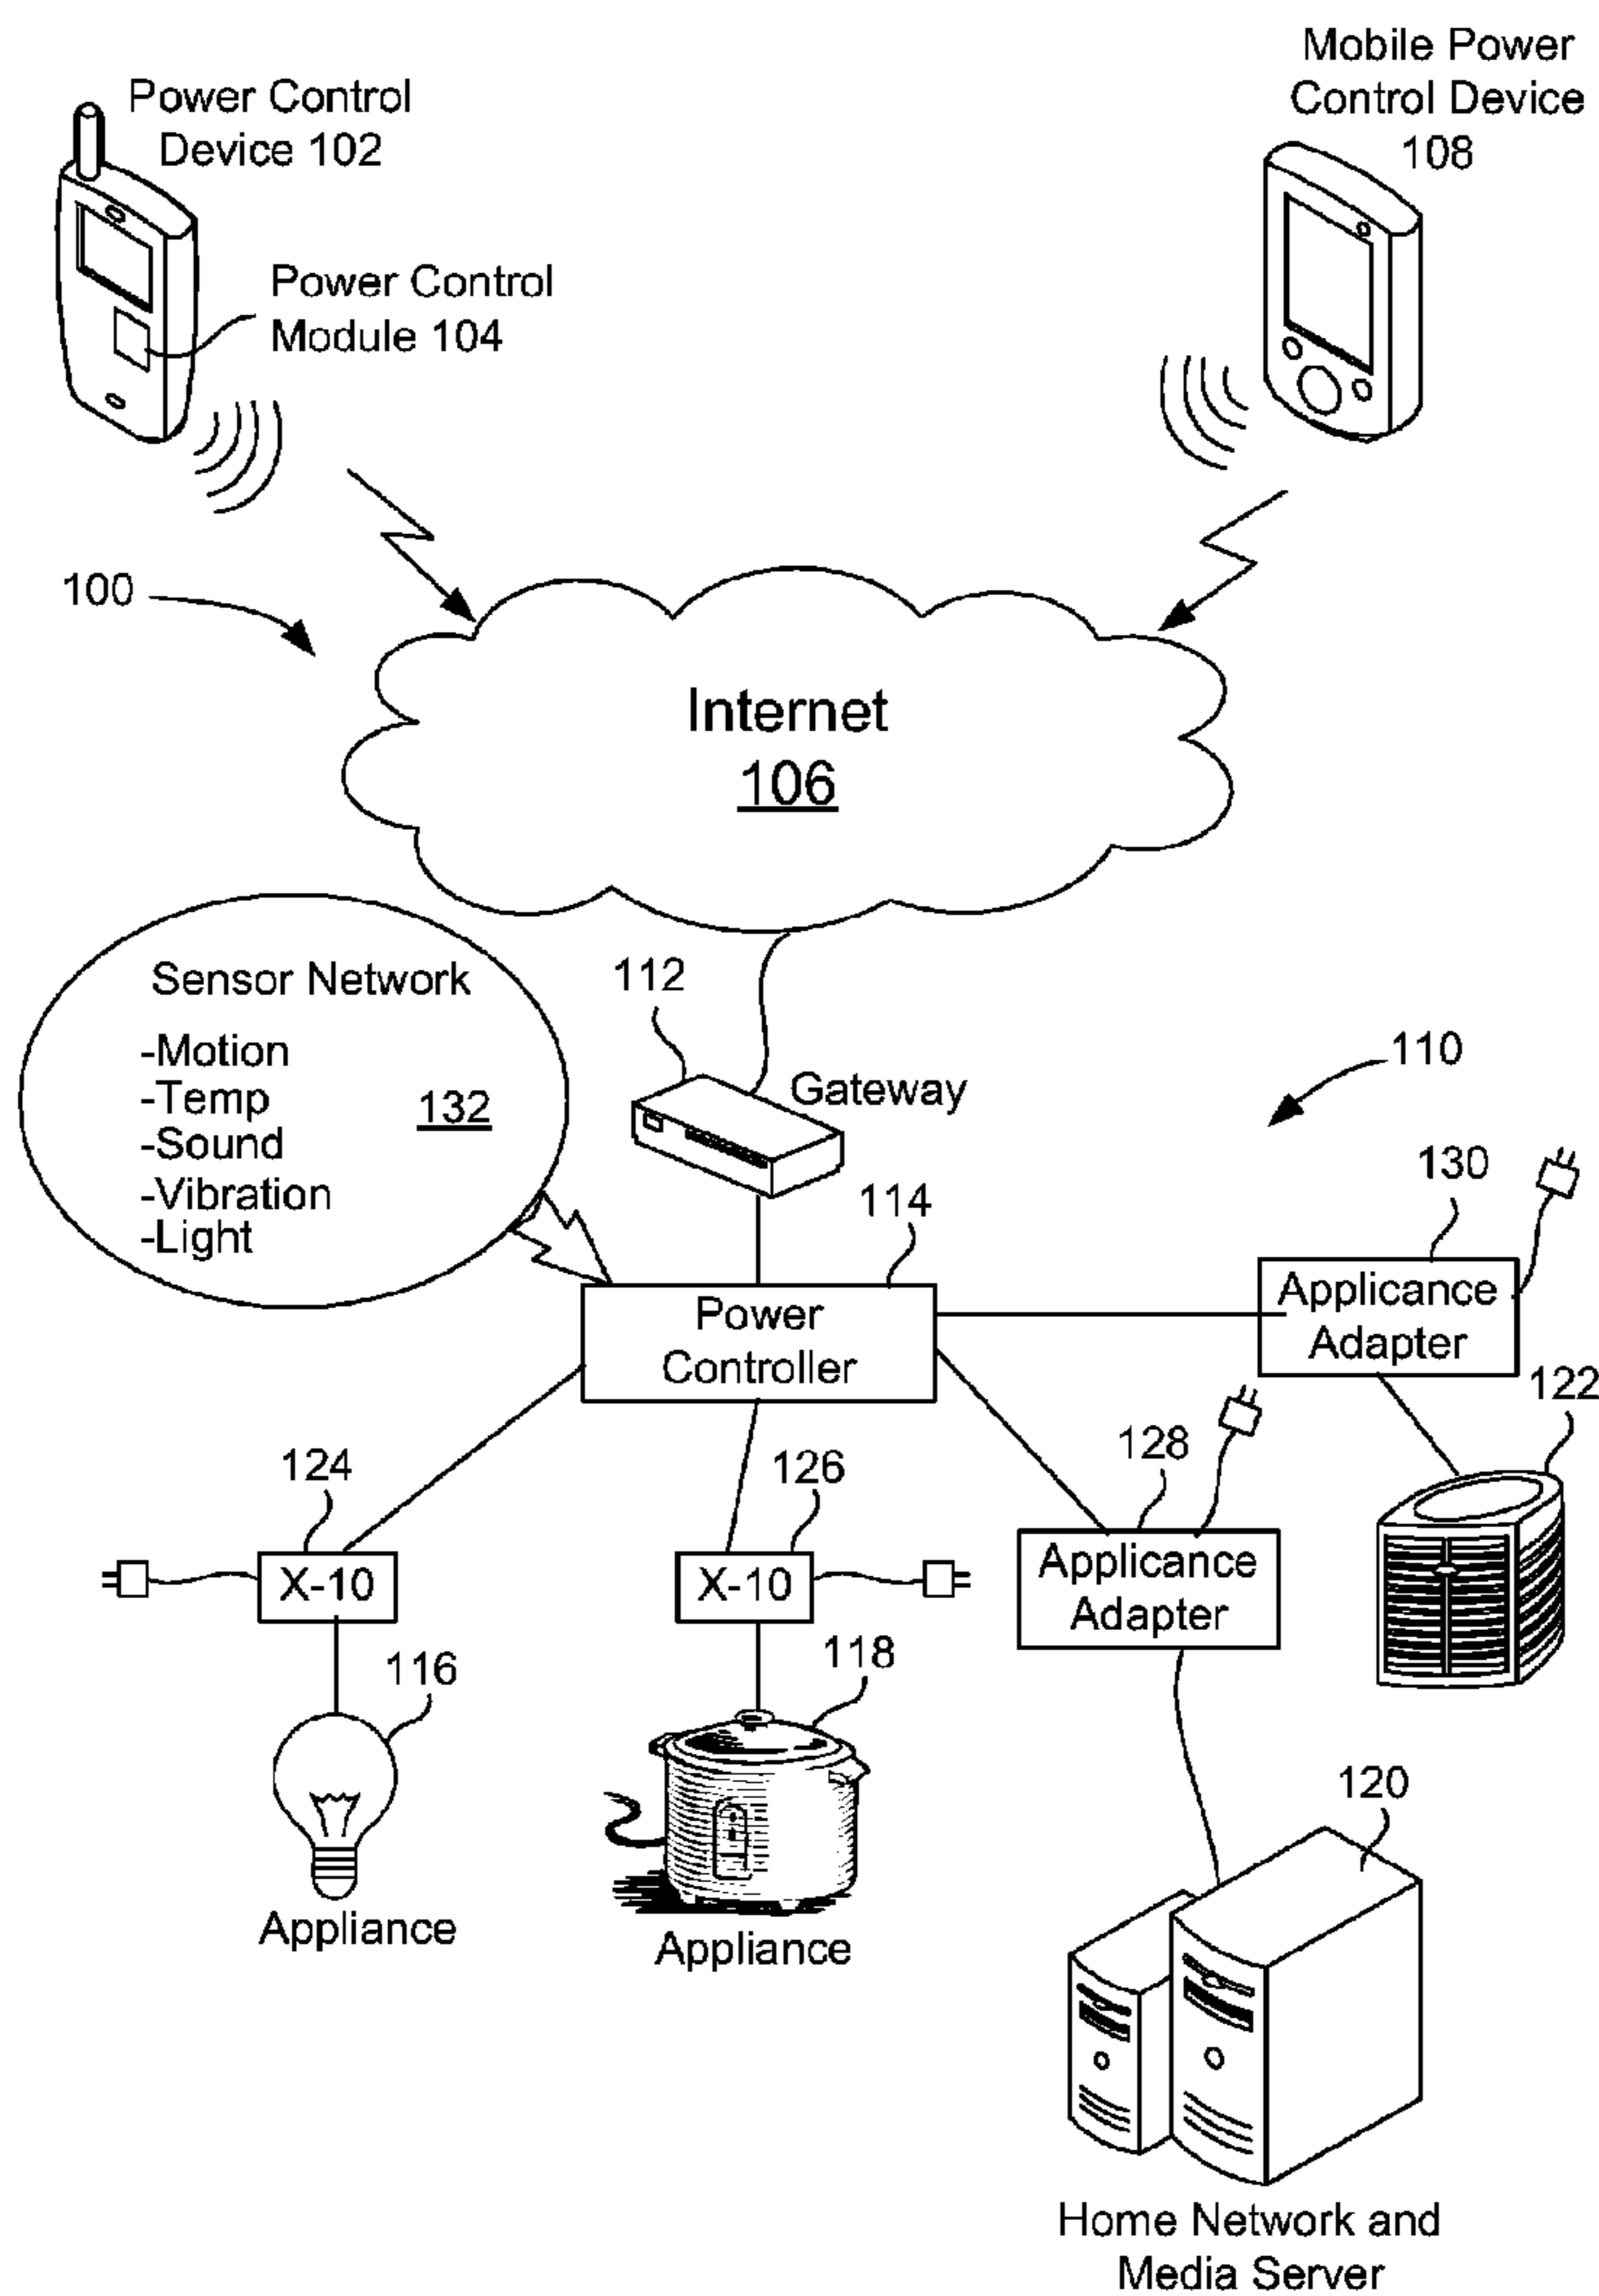 Mobile Power
Control Device
108
Power Control
Device 102
Power Control
Module 104
100
Internet
106
Sensor Network
-Motion
-Temp
-Sound
-Vibration
-Light
132
112
Gateway
110
114
130
Power
Controller
Applicance
Adapter
122
124
126
128
X-10
X-10
Applicance
Adapter
116
118
120
Appliance
Appliance
Home Network and
Media Server